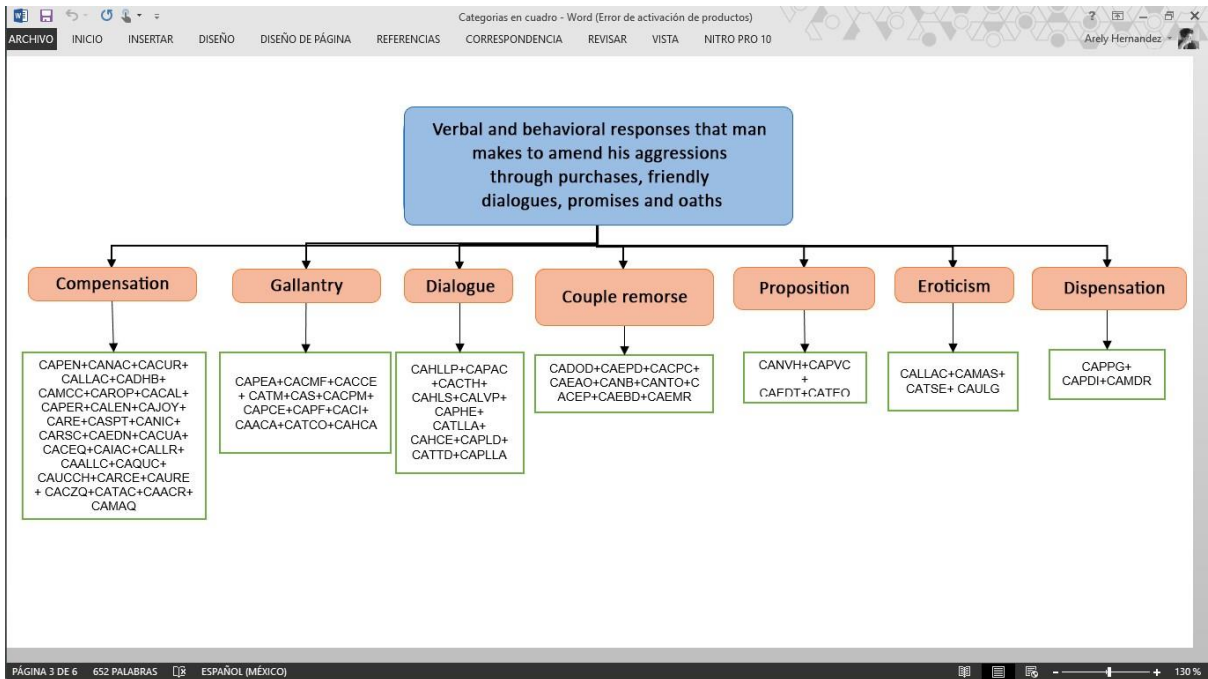 Categorias en cuadro - Word (Error de activación de productos)
ARCHIVO INICIO INSERTAR DISEÑO DISEÑO DE PÁGINA REFERENCIAS CORRESPONDENCIA REVISAR VISTA NITRO PRO 10 Arely Hernandez
Verbal and behavioral responses that man
makes to amend his aggressions
through purchases, friendly
dialogues, promises and oaths
Compensation
Gallantry
Dialogue
Couple remorse
Proposition
Eroticism
Dispensation
CAPEN+CANAC+CACUR+
CALLAC+CADHB+
CAMCC+CAROP+CACAL+
CAPER+CALEN+CAJOY+
CARE+CASPT+CANIC+
CARSC+CAEDN+CACUA+
CACEQ+CAIAC+CALLR+
CAALLC+CAQUC+
CAUCCH+CARCE+CAURE
+ CACZQ+CATAC+CAACR+
CAMAQ
CAPEA+CACMF+CACCE
+ CATM+CAS+CACPM+
CAPCE+CAPF+CACI+
CAACA+CATCO+CAHCA
CAHLLP+CAPAC
+CACTH+
CAHLS+CALVP+
CAPHE+
CATLLA+
CAHCE+CAPLD+
CATTD+CAPLLA
CADOD+CAEPD+CACPC+
CAEAO+CANB+CANTO+C
ACEP+CAEBD+CAEMR
CANVH+CAPVC
+
CAEDT+CATEO
CALLAC+CAMAS+
CATSE+ CAULG
CAPPG+
CAPDI+CAMDR
PÁGINA 3 DE 6 652 PALABRAS ESPAÑOL (MÉXICO) 130 %